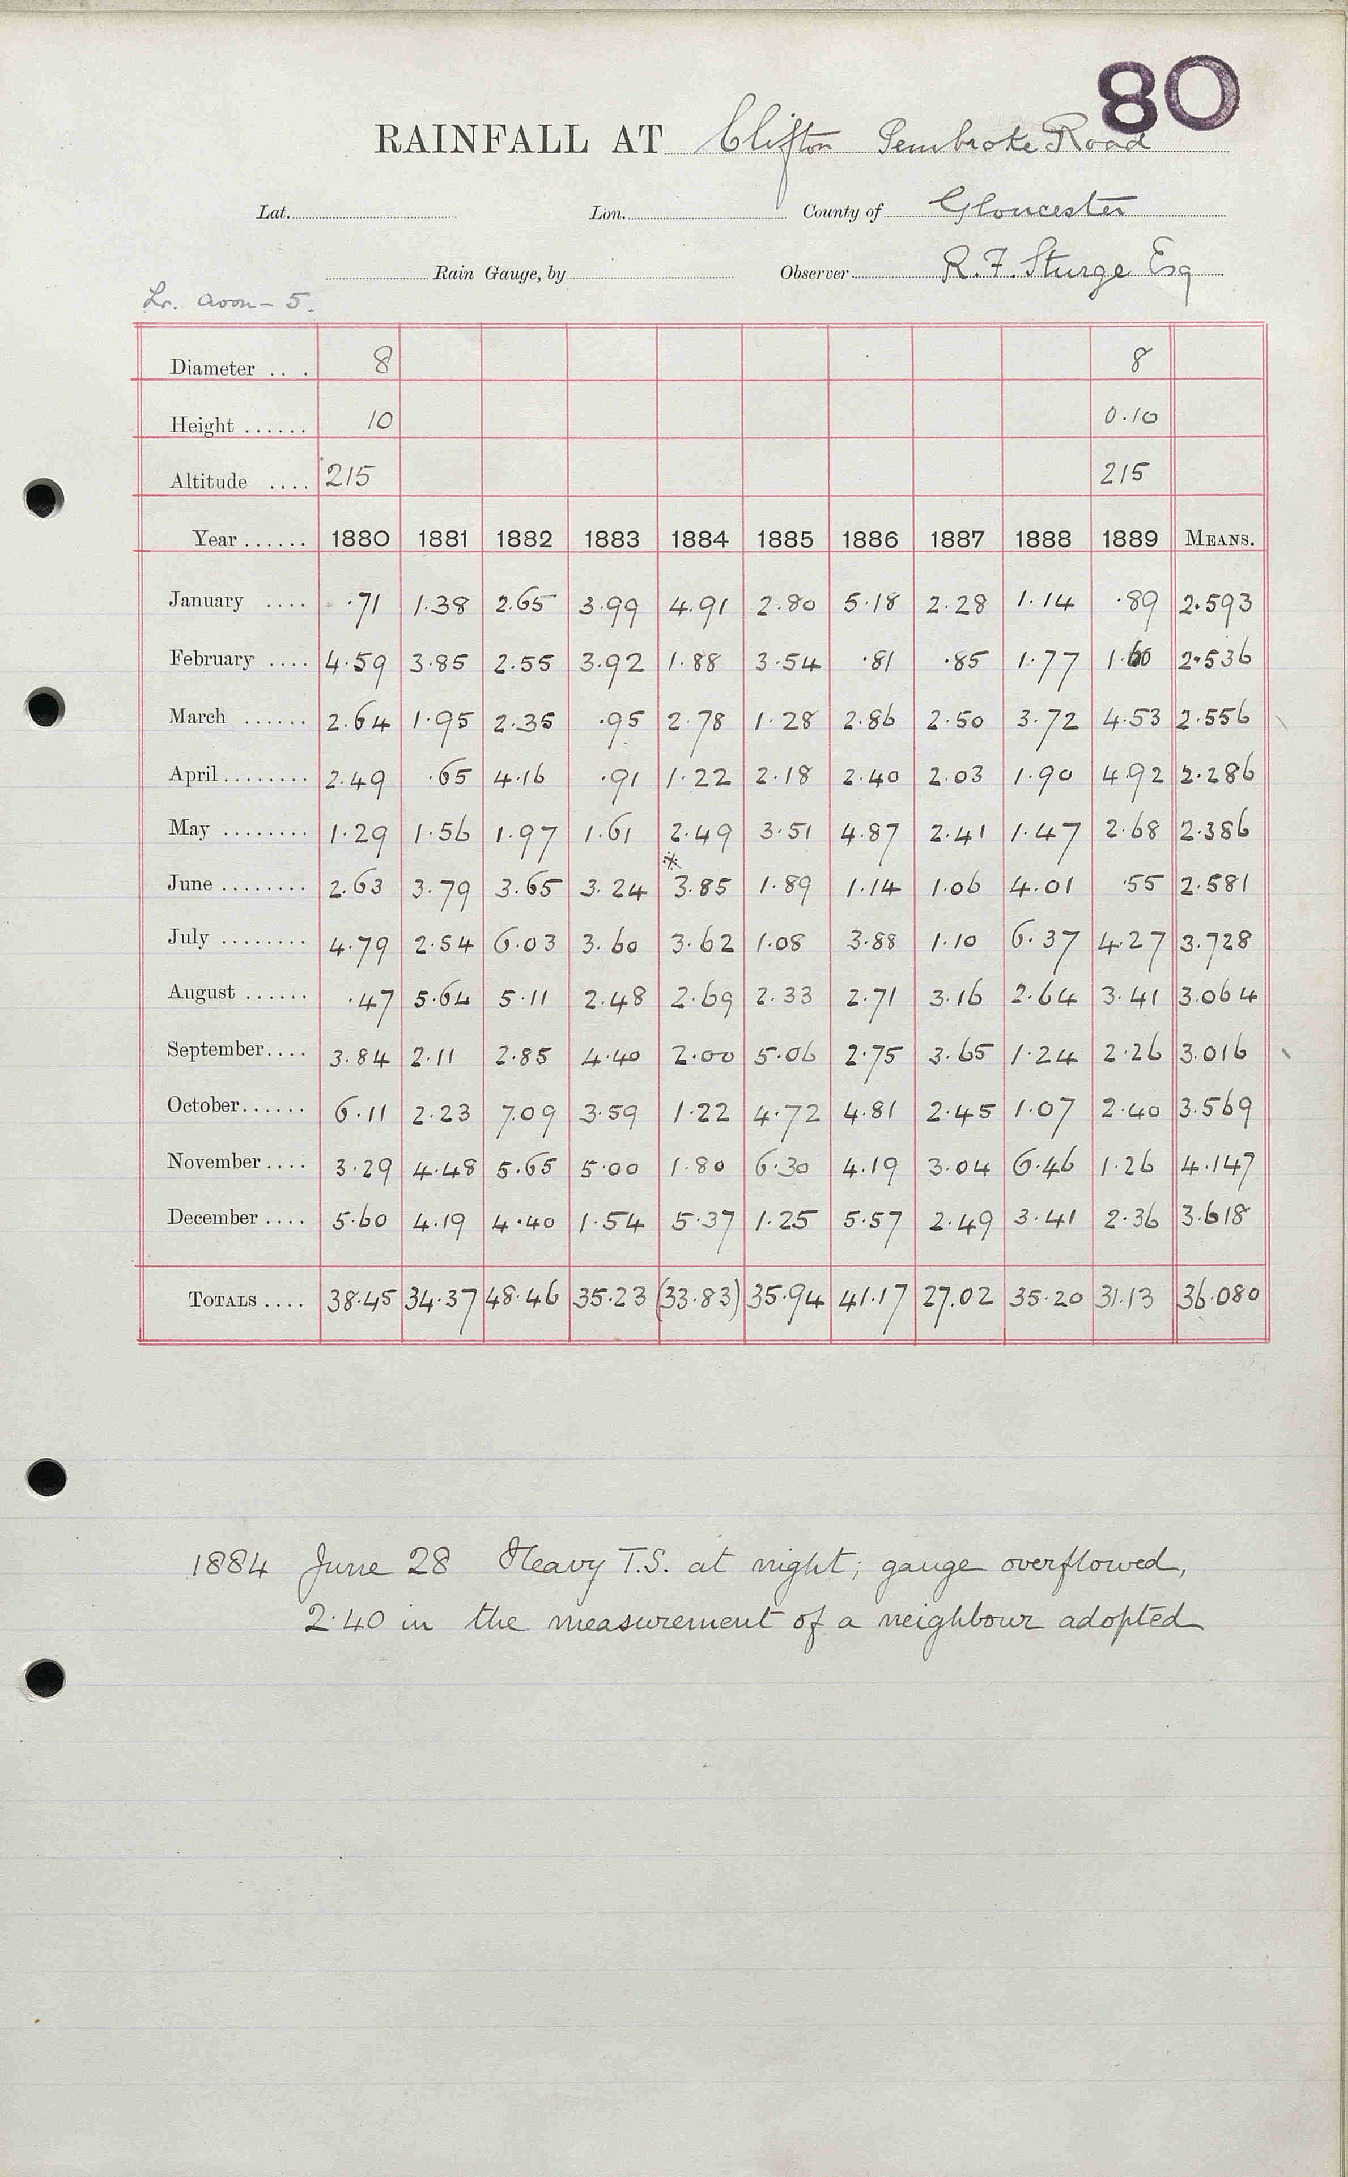 80
RAINFALL AT Clifton Pembroke Road
Lat. Lon. County of Gloucester
Rain Gauge, by Observer R. F. Sturge Esq
Lr. Avon - 5.
Diameter ... 8 8
Height ...... 10 0.10
Altitude .... 215 215
Year ...... 1880 1881 1882 1883 1884 1885 1886 1887 1888 1889 MEANS.
January .... .71 1.38 2.65 3.99 4.91 2.80 5.18 2.28 1.14 .89 2.593
February .... 4.59 3.85 2.55 3.92 1.88 3.54 .81 .85 1.77 1.60 2.536
March ...... 2.64 1.95 2.35 .95 2.78 1.28 2.86 2.50 3.72 4.53 2.556
April ........ 2.49 .65 4.16 .91 1.22 2.18 2.40 2.03 1.90 4.92 2.286
May ........ 1.29 1.56 1.97 1.61 2.49 3.51 4.87 2.41 1.47 2.68 2.386
June ........ 2.63 3.79 3.65 3.24 *3.85 1.89 1.14 1.06 4.01 .55 2.581
July ........ 4.79 2.54 6.03 3.60 3.62 1.08 3.88 1.10 6.37 4.27 3.728
August ...... .47 5.64 5.11 2.48 2.69 2.33 2.71 3.16 2.64 3.41 3.064
September .... 3.84 2.11 2.85 4.40 2.00 5.06 2.75 3.65 1.24 2.26 3.016
October ...... 6.11 2.23 7.09 3.59 1.22 4.72 4.81 2.45 1.07 2.40 3.569
November .... 3.29 4.48 5.65 5.00 1.80 6.30 4.19 3.04 6.46 1.26 4.147
December .... 5.60 4.19 4.40 1.54 5.37 1.25 5.57 2.49 3.41 2.36 3.618
TOTALS .... 38.45 34.37 48.46 35.23 (33.83) 35.94 41.17 27.02 35.20 31.13 36.080
1884 June 28 Heavy T.S. at night; gauge overflowed,
2.40 in the measurement of a neighbour adopted